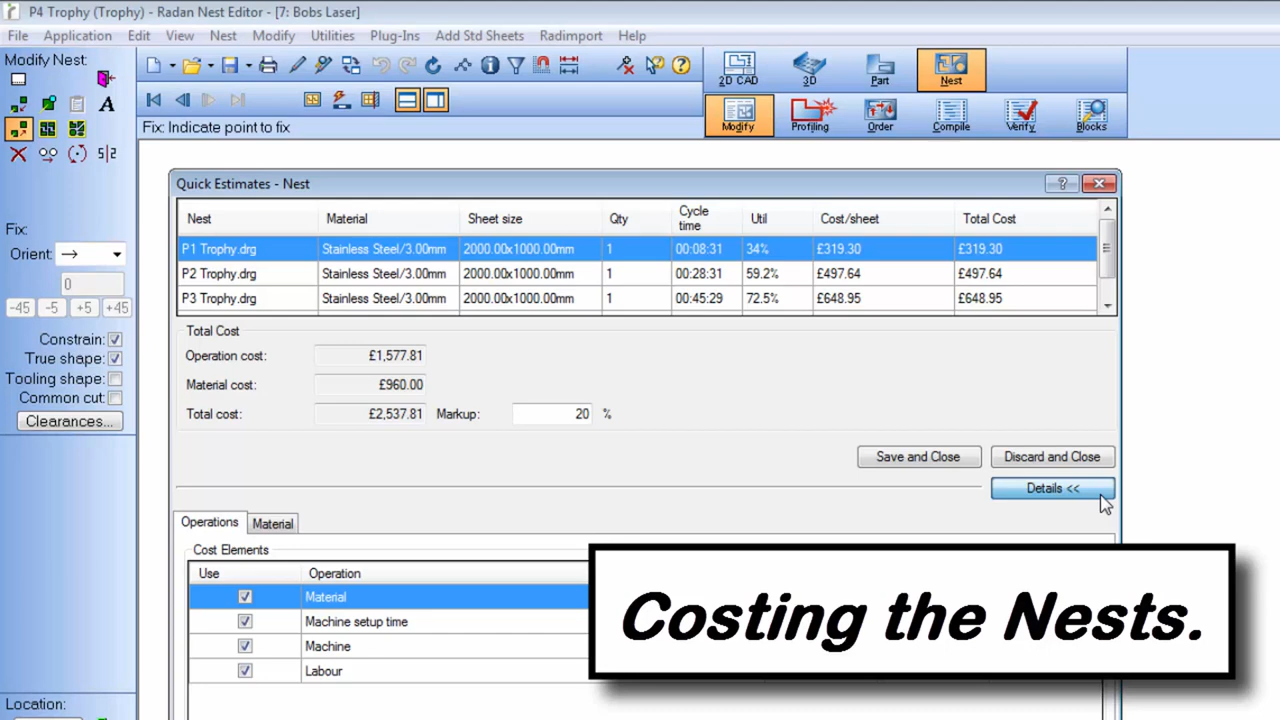 P4 Trophy (Trophy) - Radan Nest Editor - [7: Bobs Laser]
File Application Edit View Nest Modify Utilities Plug-Ins Add Std Sheets Radimport Help
Modify Nest:
2D CAD 3D Part Nest
Modify Profiling Order Compile Verify Blocks
Fix: Indicate point to fix
Quick Estimates - Nest
Nest Material Sheet size Qty Cycle time Util Cost/sheet Total Cost
P1 Trophy.drg Stainless Steel/3.00mm 2000.00x1000.00mm 1 00:08:31 34% £319.30 £319.30
P2 Trophy.drg Stainless Steel/3.00mm 2000.00x1000.00mm 1 00:28:31 59.2% £497.64 £497.64
P3 Trophy.drg Stainless Steel/3.00mm 2000.00x1000.00mm 1 00:45:29 72.5% £648.95 £648.95
Fix:
Orient:
0
-45 -5 +5 +45
Constrain:
True shape:
Tooling shape:
Common cut:
Clearances...
Total Cost
Operation cost: £1,577.81
Material cost: £960.00
Total cost: £2,537.81 Markup: 20 %
Save and Close Discard and Close
Details <<
Operations Material
Cost Elements
Use Operation
Material
Machine setup time
Machine
Labour
Costing the Nests.
Location: